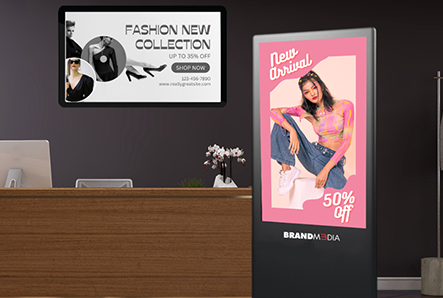 FASHION NEW
COLLECTION
UP TO 35% OFF
SHOP NOW
123-456-7890
www.reallygreatsite.com
New
Arrival
50%
Off
BRANDMEDIA